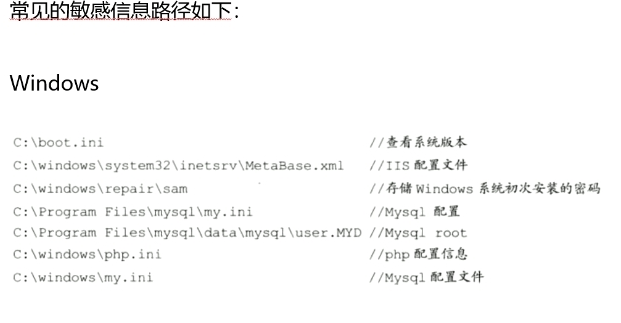 常见的敏感信息路径如下：
Windows
C:\boot.ini //查看系统版本
C:\windows\system32\inetsrv\MetaBase.xml //IIS 配置文件
C:\windows\repair\sam //存储 Windows 系统初次安装的密码
C:\Program Files\mysql\my.ini //Mysql 配置
C:\Program Files\mysql\data\mysql\user.MYD //Mysql root
C:\windows\php.ini //php 配置信息
C:\windows\my.ini //Mysql 配置文件